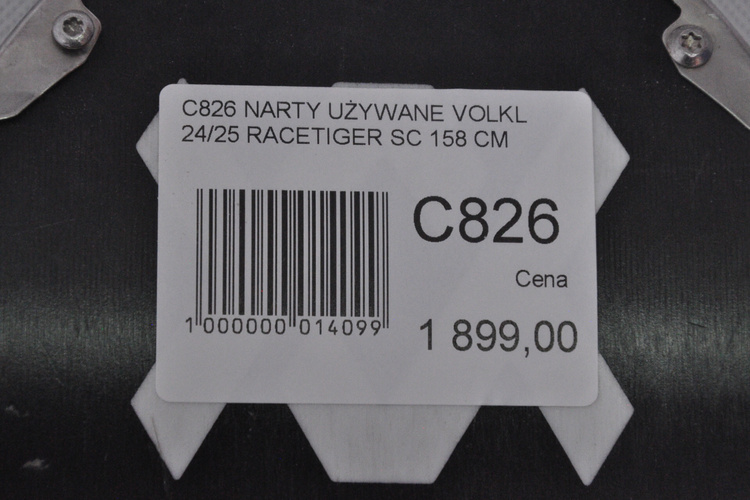 C826 NARTY UŻYWANE VOLKL
24/25 RACETIGER SC 158 CM
C826
Cena
1 899,00
1 000000 014099